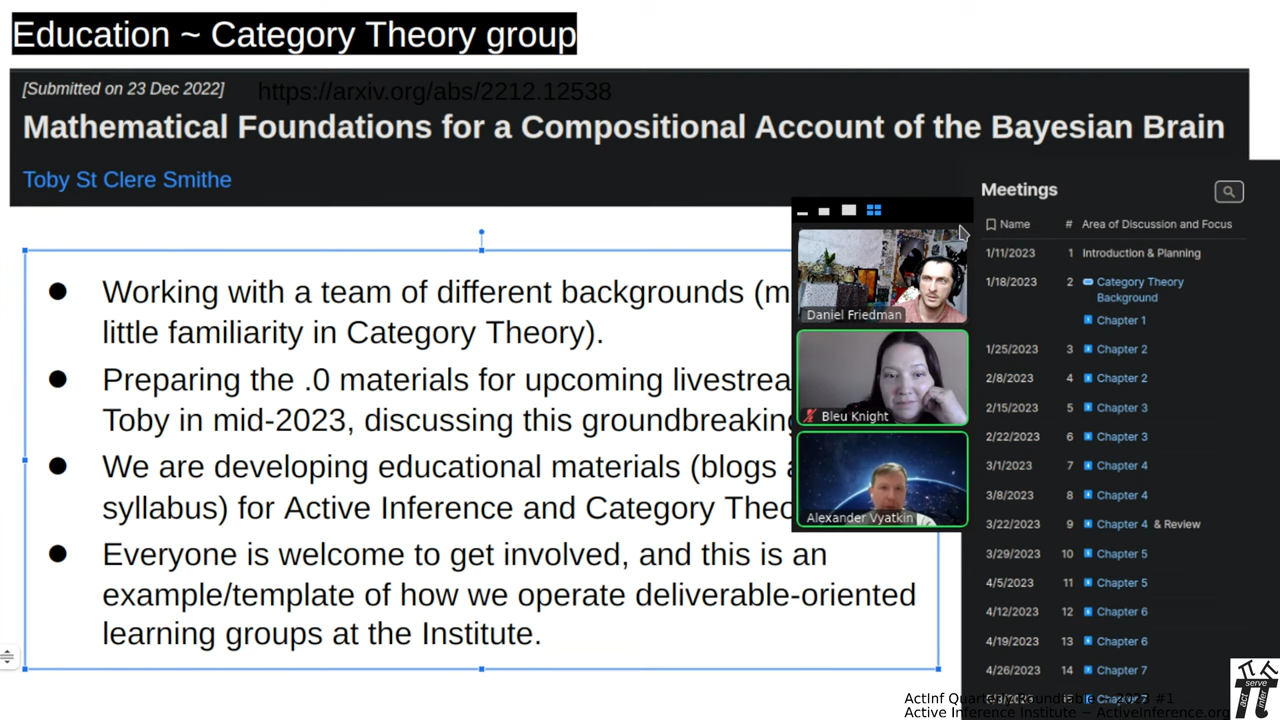 Education ~ Category Theory group
[Submitted on 23 Dec 2022] https://arxiv.org/abs/2212.12538
Mathematical Foundations for a Compositional Account of the Bayesian Brain
Toby St Clere Smithe
● Working with a team of different backgrounds (m
little familiarity in Category Theory).
● Preparing the .0 materials for upcoming livestrea
Toby in mid-2023, discussing this groundbreaking
● We are developing educational materials (blogs
syllabus) for Active Inference and Category Theo
● Everyone is welcome to get involved, and this is an
example/template of how we operate deliverable-oriented
learning groups at the Institute.
Daniel Friedman
Bleu Knight
Alexander Vyatkin
Meetings
Name # Area of Discussion and Focus
1/11/2023 1 Introduction & Planning
1/18/2023 2 Category Theory
Background
Chapter 1
1/25/2023 3 Chapter 2
2/8/2023 4 Chapter 2
2/15/2023 5 Chapter 3
2/22/2023 6 Chapter 3
3/1/2023 7 Chapter 4
3/8/2023 8 Chapter 4
3/22/2023 9 Chapter 4 & Review
3/29/2023 10 Chapter 5
4/5/2023 11 Chapter 5
4/12/2023 12 Chapter 6
4/19/2023 13 Chapter 6
4/26/2023 14 Chapter 7
ActInf Quarterly Roundtable 2023 #1
Active Inference Institute ~ ActiveInference.org
act
serve
infer